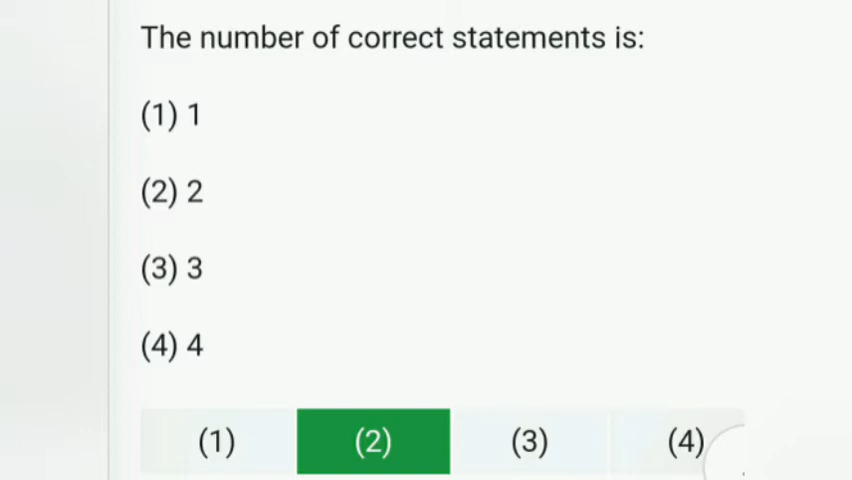 The number of correct statements is:
(1) 1
(2) 2
(3) 3
(4) 4
(1) (2) (3) (4)